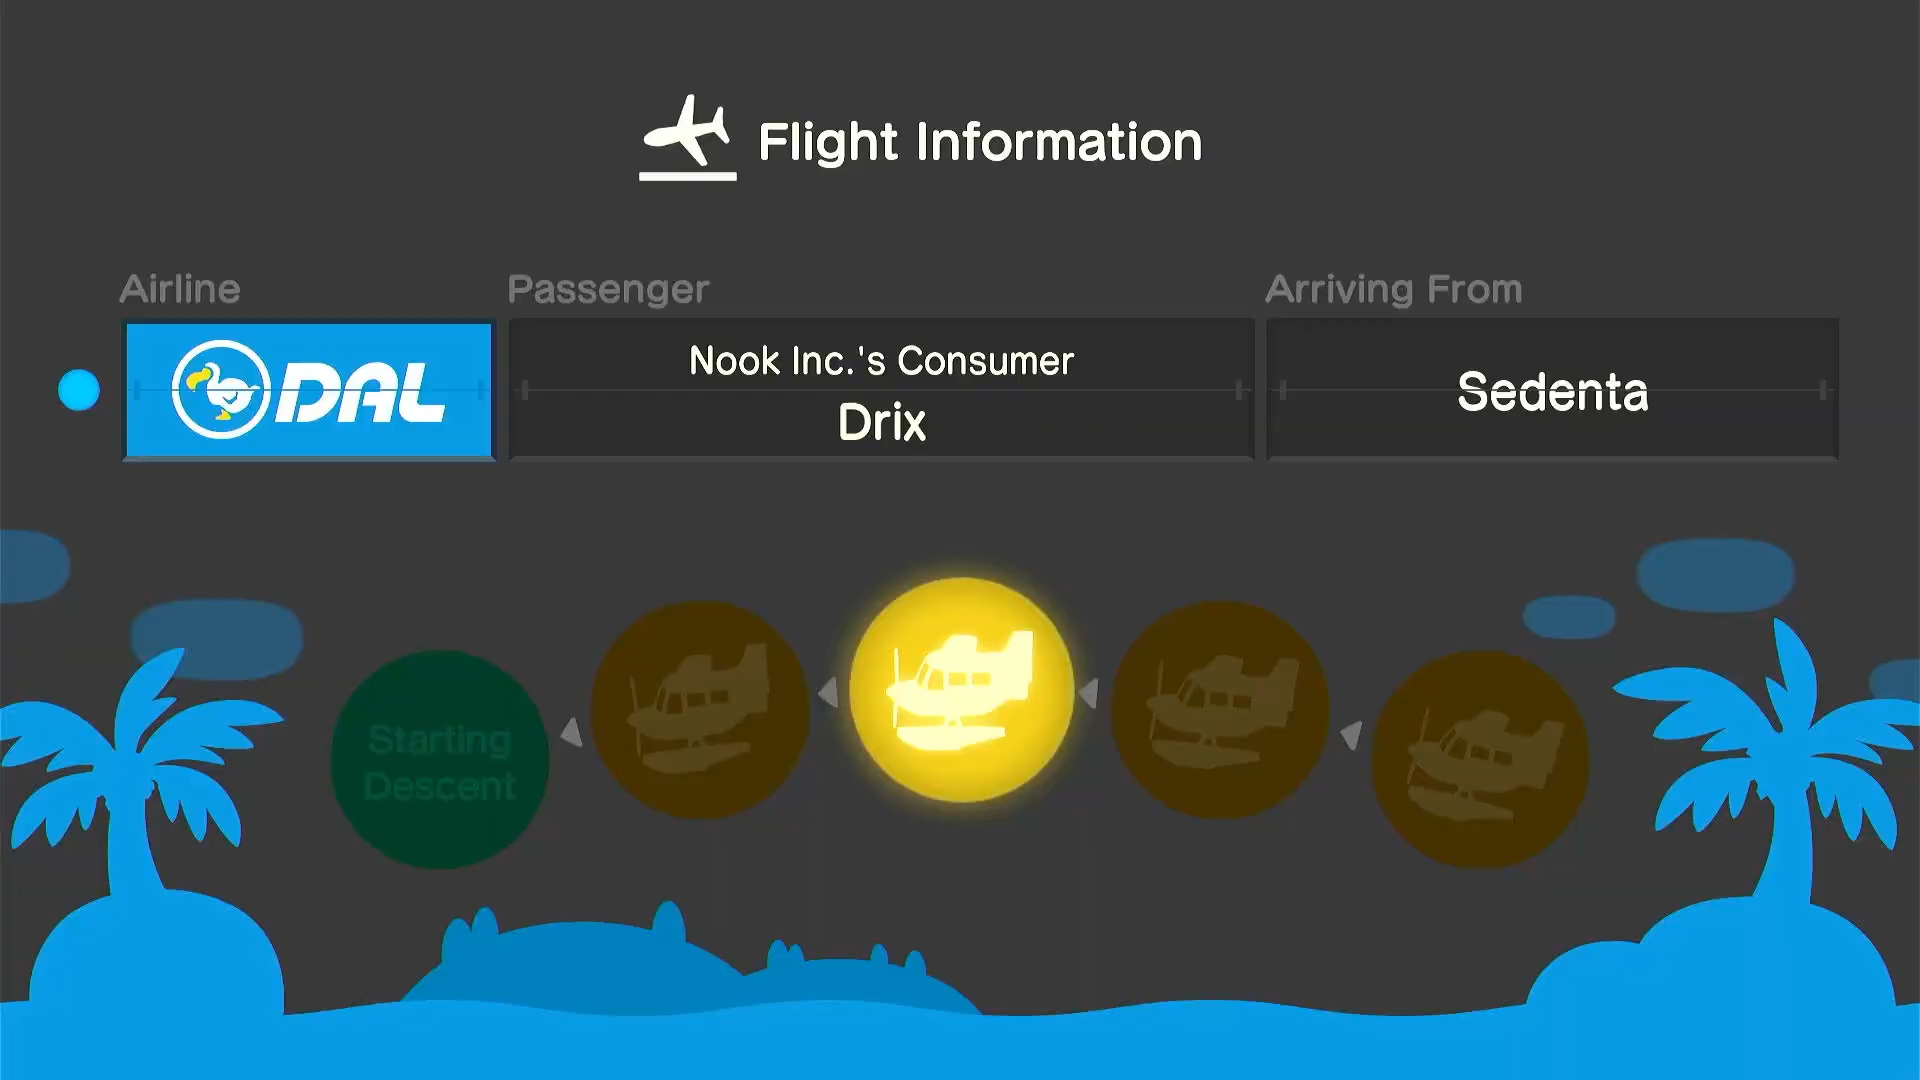 Flight Information
Airline
Passenger
Arriving From
DAL
Nook Inc.'s Consumer
Drix
Sedenta
Starting
Descent